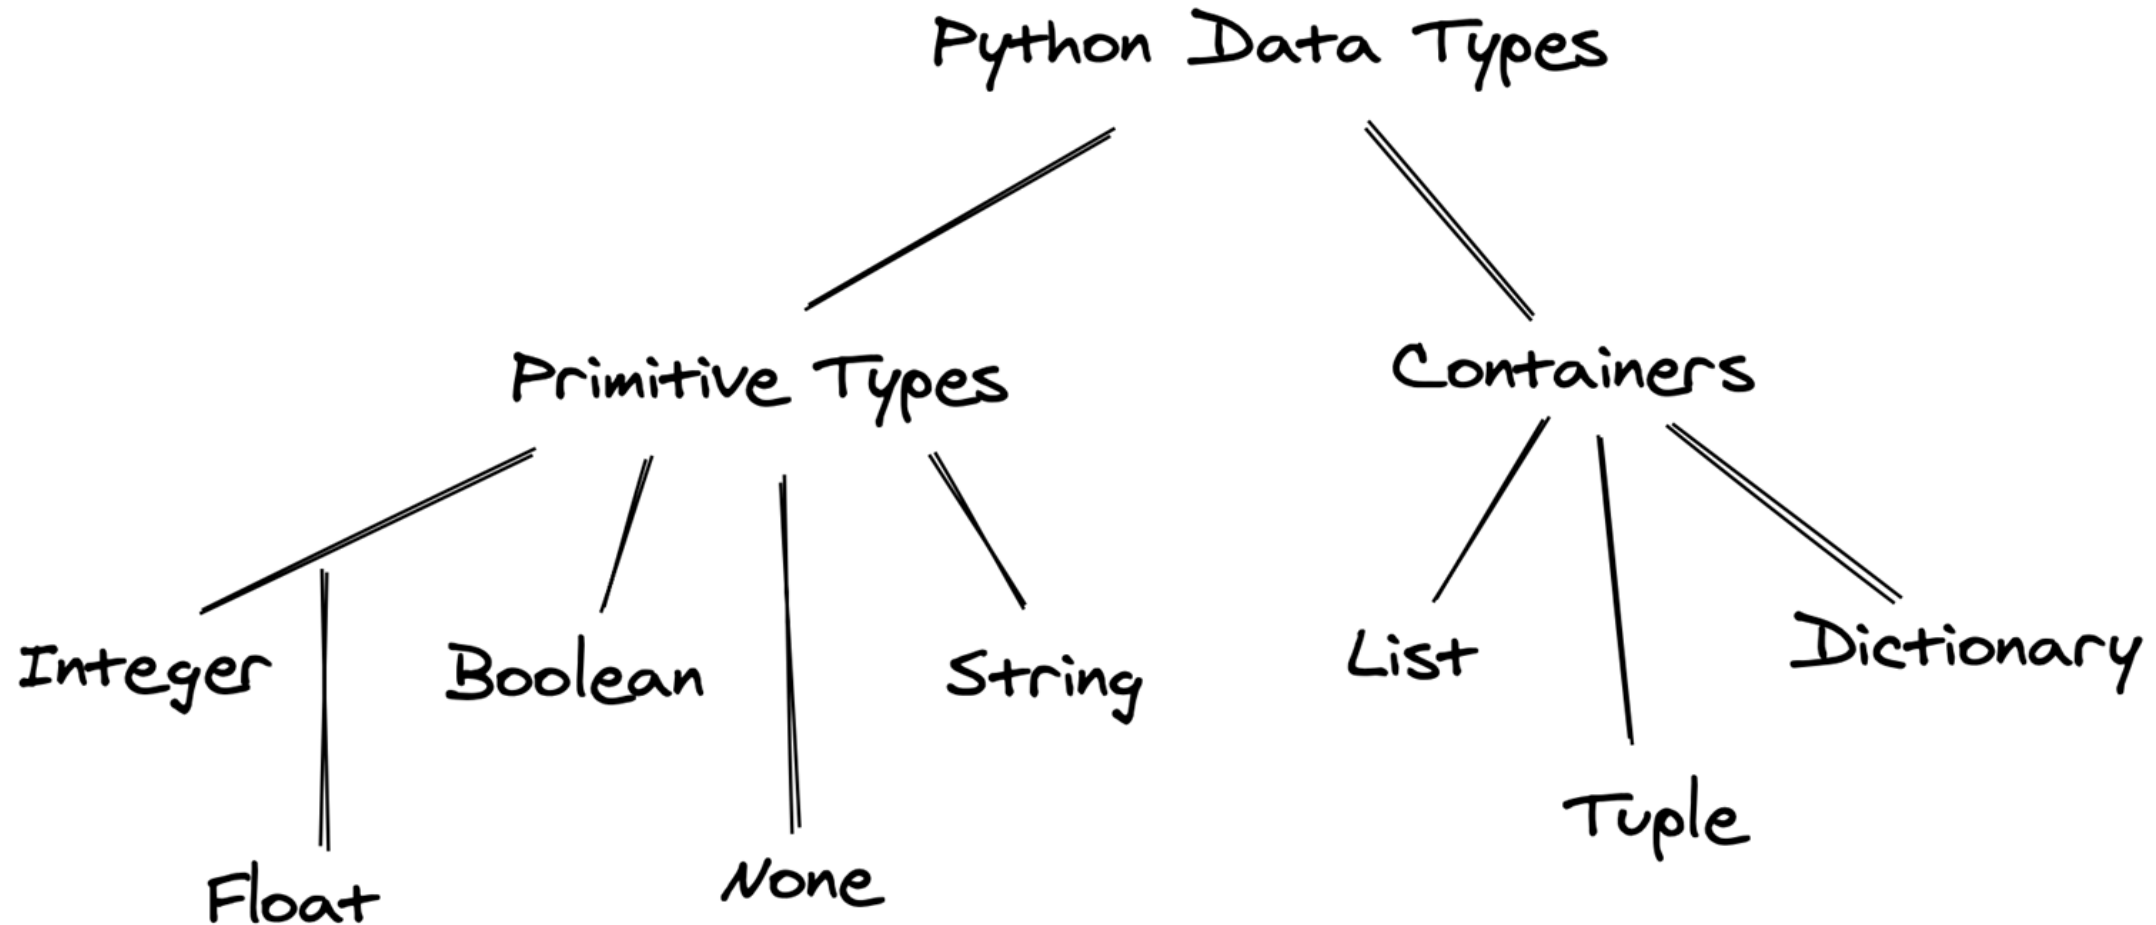 Python Data Types
Primitive Types
Containers
Integer
Boolean
String
List
Dictionary
Tuple
Float
None